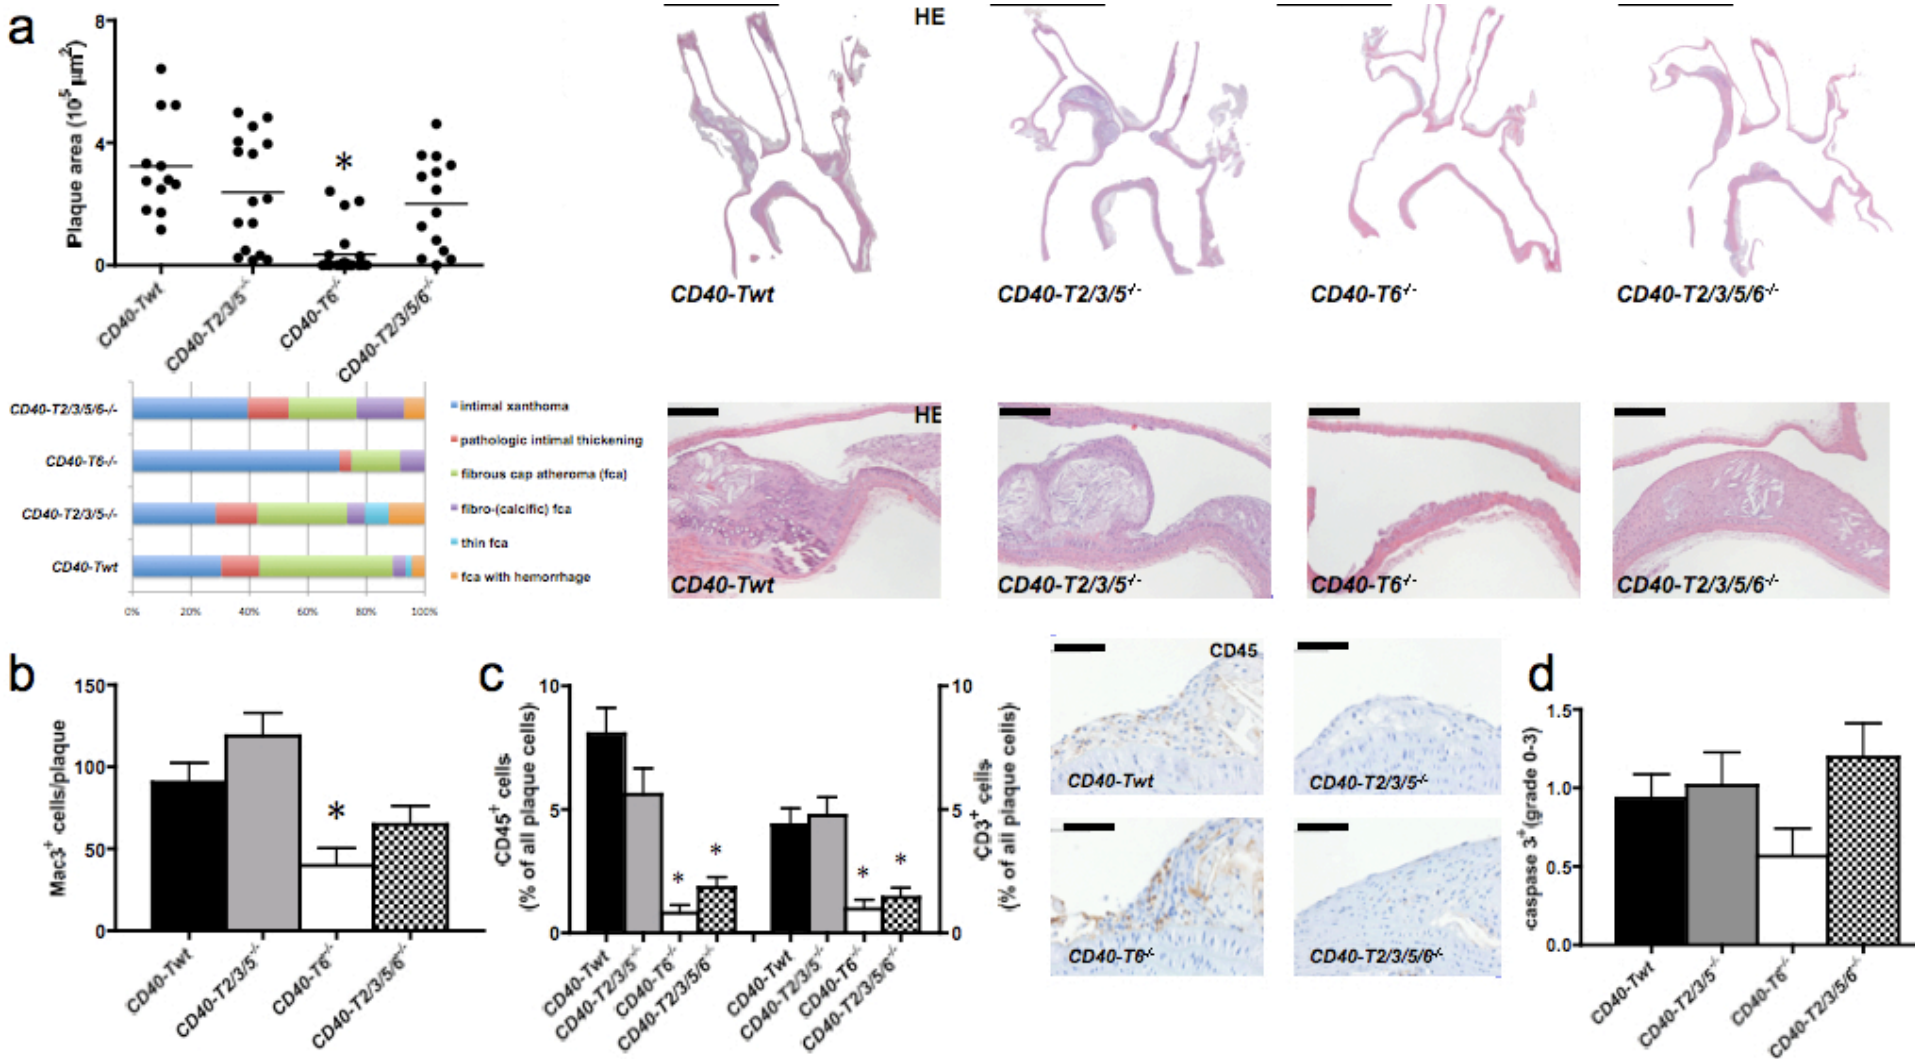 a
Plaque area (10⁵ μm²)
8
4
0
*
CD40-Twt
CD40-T2/3/5-/-
CD40-T6-/-
CD40-T2/3/5/6-/-
HE
CD40-Twt
CD40-T2/3/5-/-
CD40-T6-/-
CD40-T2/3/5/6-/-
CD40-T2/3/5/6-/-
CD40-T6-/-
CD40-T2/3/5-/-
CD40-Twt
0%
20%
40%
60%
80%
100%
intimal xanthoma
pathologic intimal thickening
fibrous cap atheroma (fca)
fibro-(calcific) fca
thin fca
fca with hemorrhage
HE
CD40-Twt
CD40-T2/3/5-/-
CD40-T6-/-
CD40-T2/3/5/6-/-
b
Mac3⁺ cells/plaque
150
100
50
0
*
CD40-Twt
CD40-T2/3/5-/-
CD40-T6-/-
CD40-T2/3/5/6-/-
c
CD45⁺ cells
(% of all plaque cells)
10
5
0
*
*
*
*
10
5
0
CD3⁺ cells
(% of all plaque cells)
CD40-Twt
CD40-T2/3/5-/-
CD40-T6-/-
CD40-T2/3/5/6-/-
CD40-Twt
CD40-T2/3/5-/-
CD40-T6-/-
CD40-T2/3/5/6-/-
CD45
CD40-Twt
CD40-T2/3/5-/-
CD40-T6-/-
CD40-T2/3/5/6-/-
d
caspase 3⁺(grade 0-3)
1.5
1.0
0.5
0.0
CD40-Twt
CD40-T2/3/5-/-
CD40-T6-/-
CD40-T2/3/5/6-/-